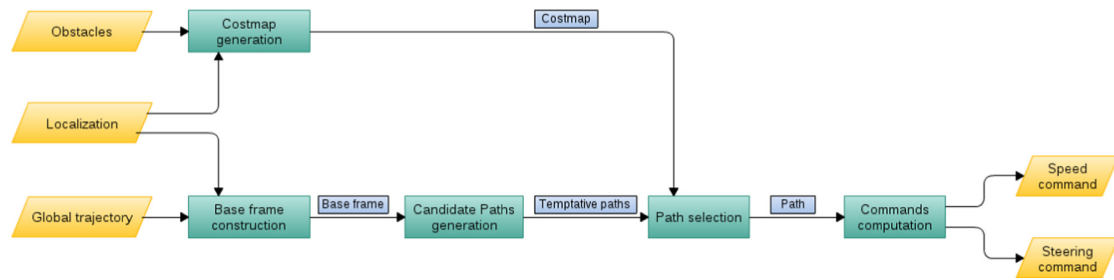 Obstacles
Costmap
generation
Costmap
Localization
Global trajectory
Base frame
construction
Base frame
Candidate Paths
generation
Temptative paths
Path selection
Path
Commands
computation
Speed
command
Steering
command